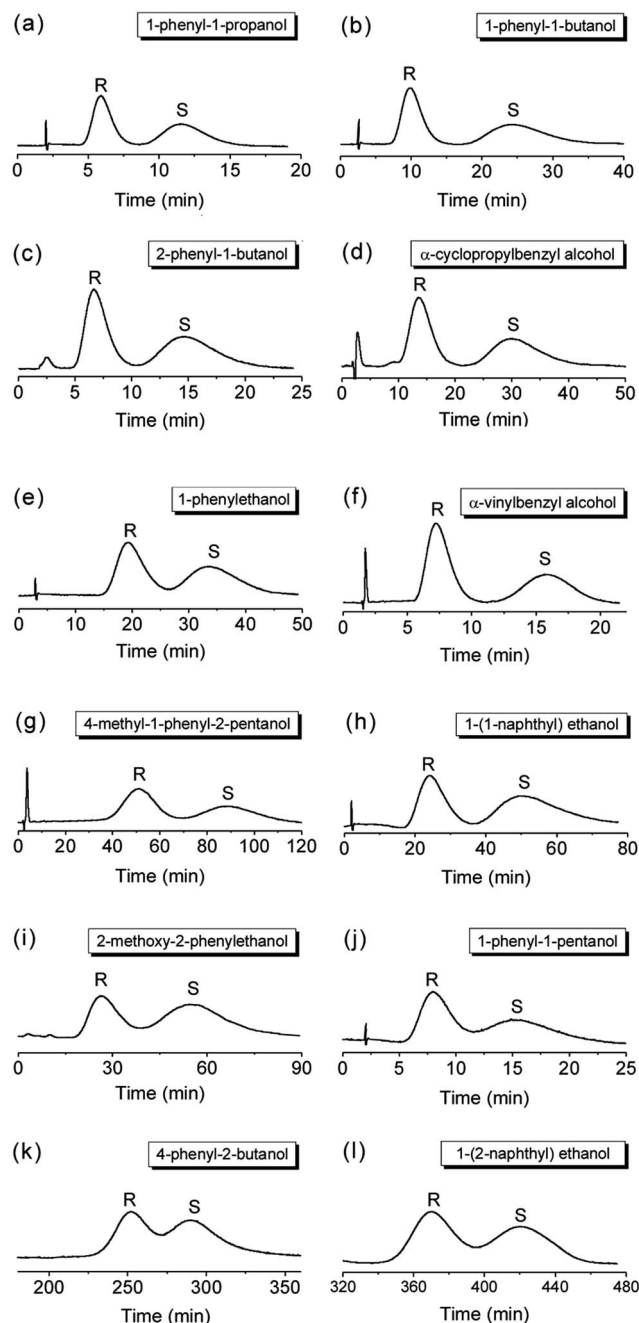 (a) 1-phenyl-1-propanol
R
S
0 5 10 15 20
Time (min)
(b) 1-phenyl-1-butanol
R
S
0 10 20 30 40
Time (min)
(c) 2-phenyl-1-butanol
R
S
0 5 10 15 20 25
Time (min)
(d) α-cyclopropylbenzyl alcohol
R
S
0 10 20 30 40 50
Time (min)
(e) 1-phenylethanol
R
S
0 10 20 30 40 50
Time (min)
(f) α-vinylbenzyl alcohol
R
S
0 5 10 15 20
Time (min)
(g) 4-methyl-1-phenyl-2-pentanol
R
S
0 20 40 60 80 100 120
Time (min)
(h) 1-(1-naphthyl) ethanol
R
S
0 20 40 60 80
Time (min)
(i) 2-methoxy-2-phenylethanol
R
S
0 30 60 90
Time (min)
(j) 1-phenyl-1-pentanol
R
S
0 5 10 15 20 25
Time (min)
(k) 4-phenyl-2-butanol
R
S
200 250 300 350
Time (min)
(l) 1-(2-naphthyl) ethanol
R
S
320 360 400 440 480
Time (min)